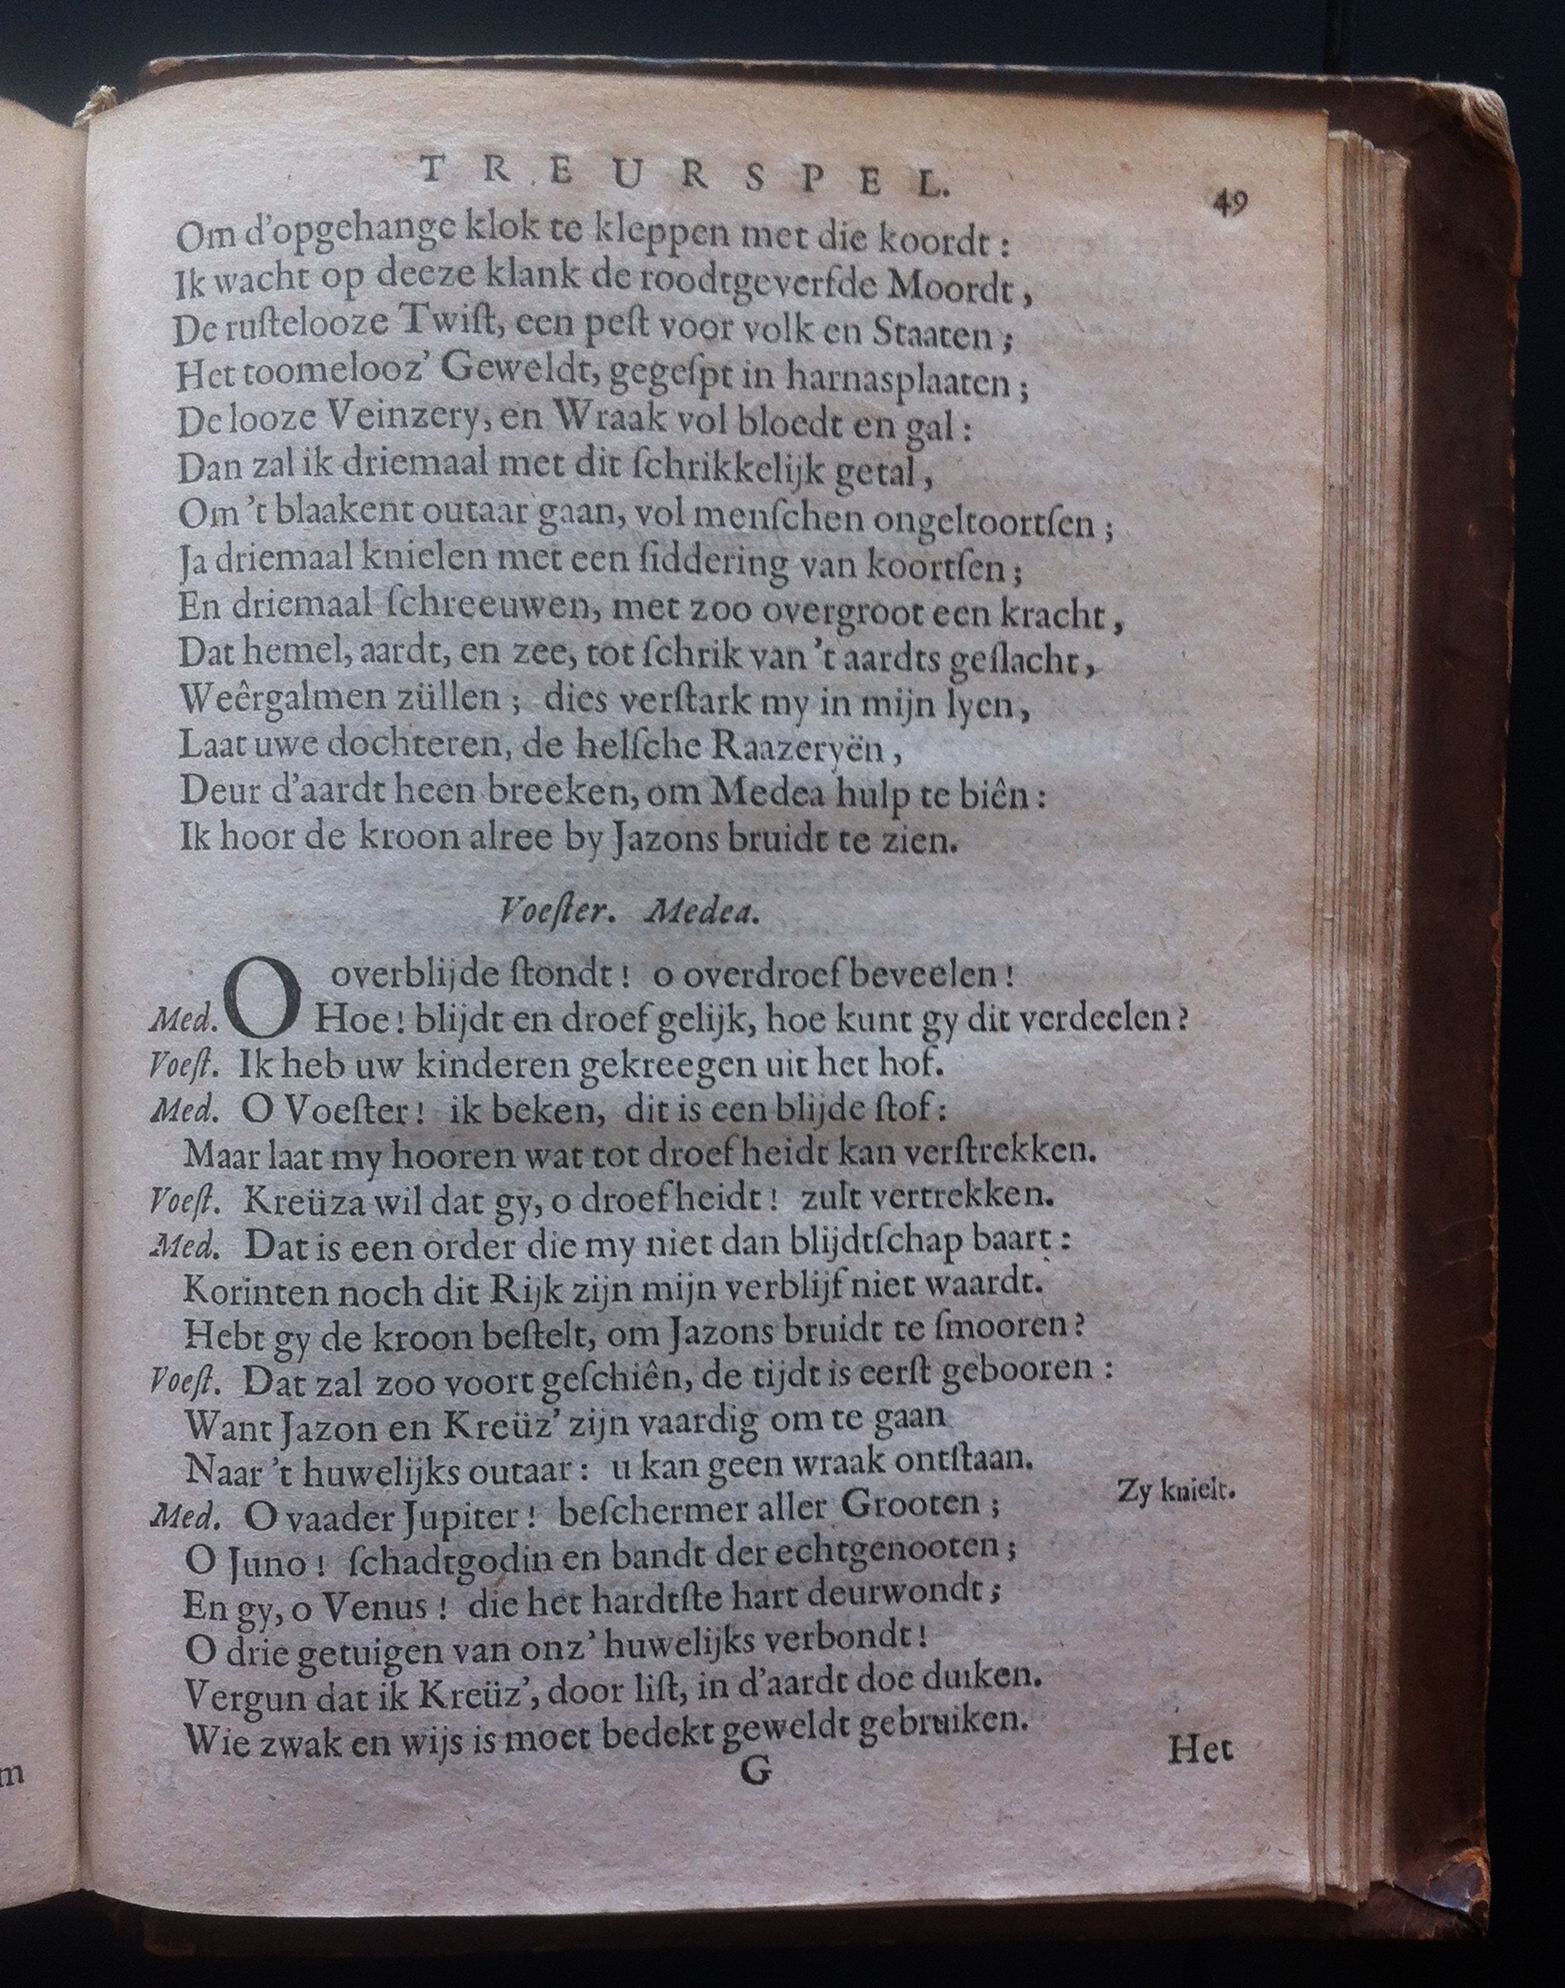 TREURSPEL. 49
Om d'opgehange klok te kleppen met die koordt:
Ik wacht op deeze klank de roodtgeverfde Moordt,
De ruſtelooze Twiſt, een peſt voor volk en Staaten;
Het toomelooz' Geweldt, gegeſpt in harnasplaaten;
De looze Veinzery, en Wraak vol bloedt en gal:
Dan zal ik driemaal met dit ſchrikkelijk getal,
Om 't blaakent outaar gaan, vol menſchen ongeltoortſen;
Ja driemaal knielen met een ſiddering van koortſen;
En driemaal ſchreeuwen, met zoo overgroot een kracht,
Dat hemel, aardt, en zee, tot ſchrik van 't aardts geſlacht,
Weêrgalmen züllen; dies verſtark my in mijn lyen,
Laat uwe dochteren, de helſche Raazeryën,
Deur d'aardt heen breeken, om Medea hulp te biên:
Ik hoor de kroon alree by Jazons bruidt te zien.
Voeſter. Medea.
O overblijde ſtondt! o overdroef beveelen!
Med. Hoe! blijdt en droef gelijk, hoe kunt gy dit verdeelen?
Voeſt. Ik heb uw kinderen gekreegen uit het hof.
Med. O Voeſter! ik beken, dit is een blijde ſtof:
Maar laat my hooren wat tot droefheidt kan verſtrekken.
Voeſt. Kreüza wil dat gy, o droefheidt! zult vertrekken.
Med. Dat is een order die my niet dan blijdtſchap baart:
Korinten noch dit Rijk zijn mijn verblijf niet waardt.
Hebt gy de kroon beſtelt, om Jazons bruidt te ſmooren?
Voeſt. Dat zal zoo voort geſchiên, de tijdt is eerſt gebooren:
Want Jazon en Kreüz' zijn vaardig om te gaan
Naar 't huwelijks outaar: u kan geen wraak ontſtaan.
Med. O vaader Jupiter! beſchermer aller Grooten; Zy knielt.
O Juno! ſchadtgodin en bandt der echtgenooten;
En gy, o Venus! die het hardtſte hart deurwondt;
O drie getuigen van onz' huwelijks verbondt!
Vergun dat ik Kreüz', door liſt, in d'aardt doe duiken.
Wie zwak en wijs is moet bedekt geweldt gebruiken.
G Het
m